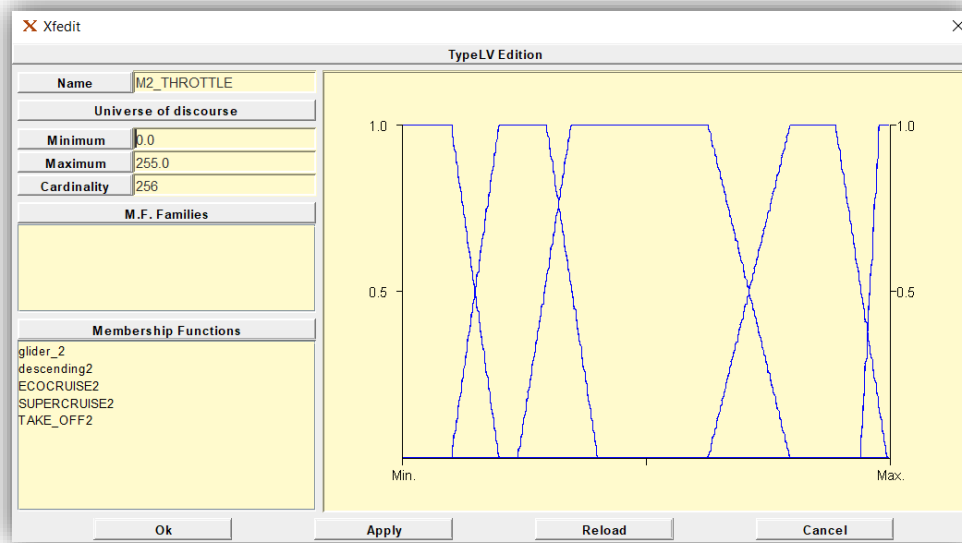 Xfedit
TypeLV Edition
Name M2_THROTTLE
Universe of discourse
Minimum 0.0
Maximum 255.0
Cardinality 256
M.F. Families
Membership Functions
glider_2
descending2
ECOCRUISE2
SUPERCRUISE2
TAKE_OFF2
1.0 1.0
0.5 0.5
Min. Max.
Ok Apply Reload Cancel